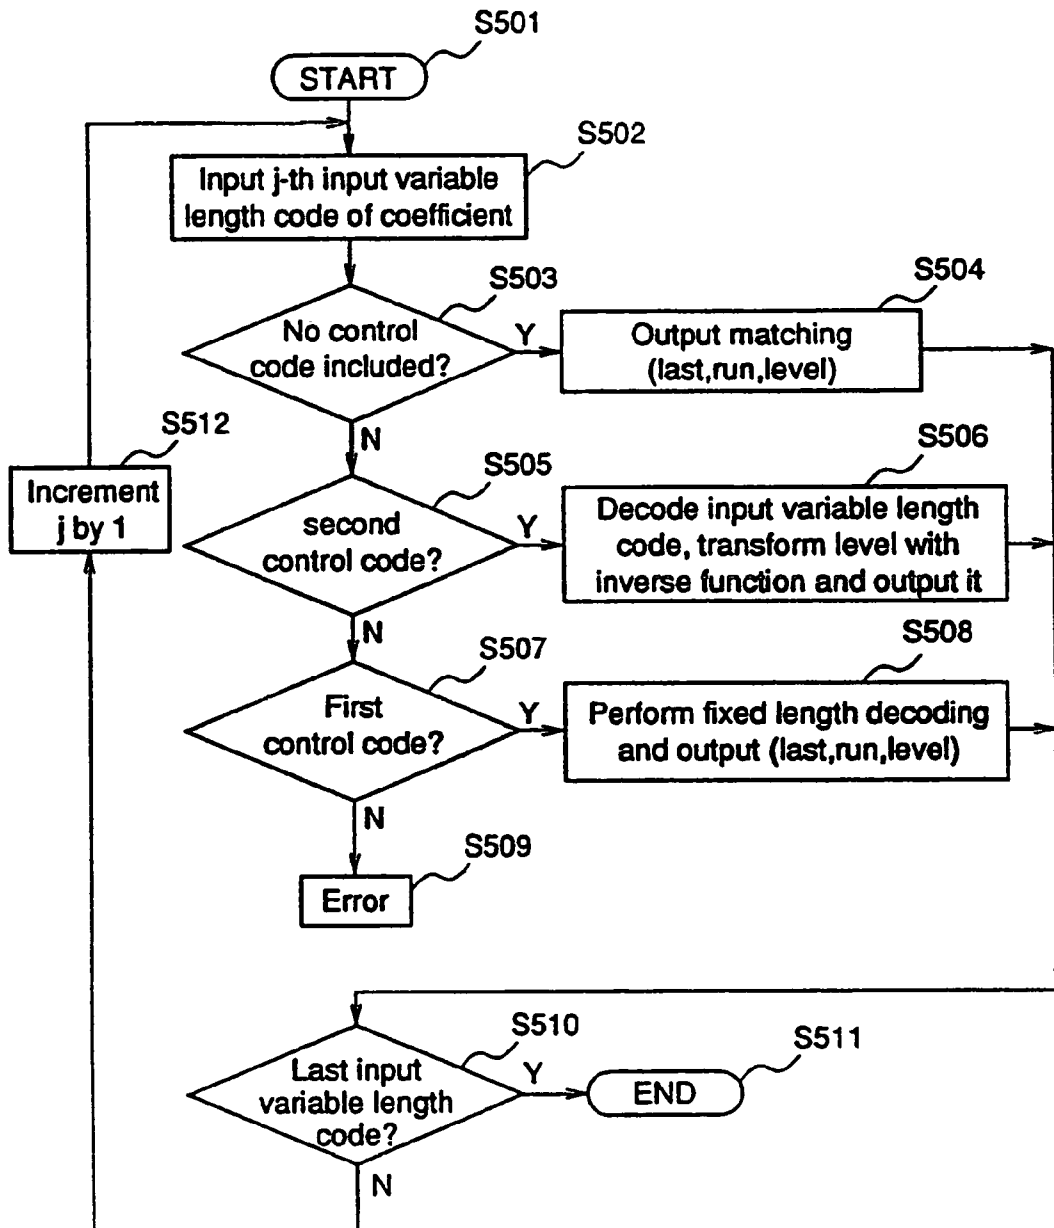 S501
START
S502
Input j-th input variable
length code of coefficient
S503
No control
code included?
Y
S504
Output matching
(last,run,level)
N
S512
Increment
j by 1
S505
second
control code?
Y
S506
Decode input variable length
code, transform level with
inverse function and output it
N
S507
First
control code?
Y
S508
Perform fixed length decoding
and output (last,run,level)
N
S509
Error
S510
Last input
variable length
code?
Y
S511
END
N